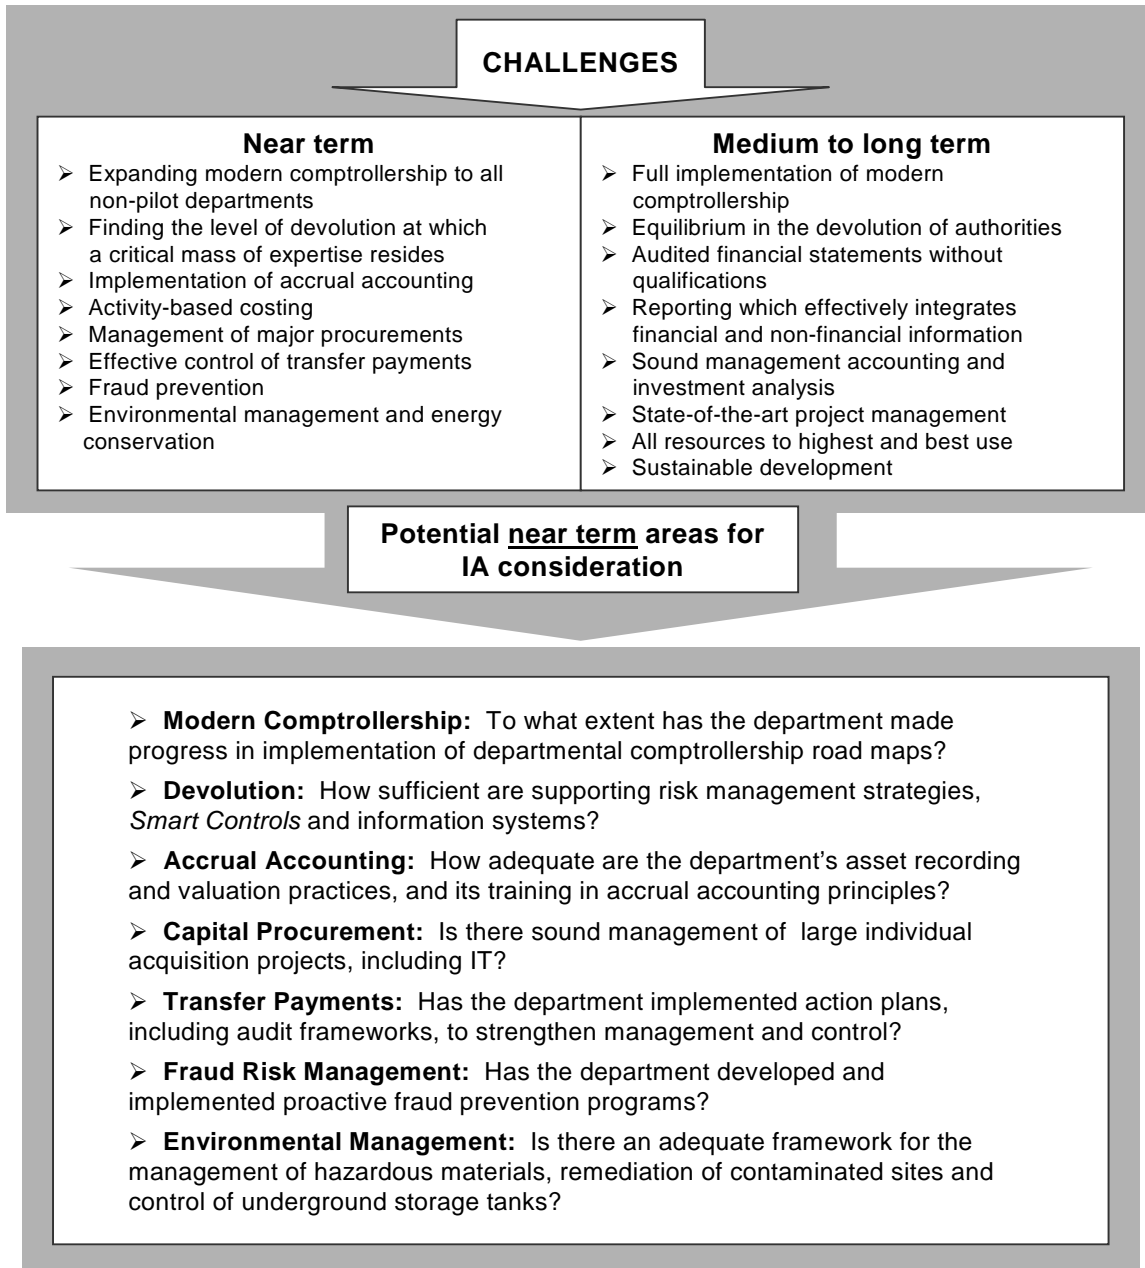 CHALLENGES
Near term
➢ Expanding modern comptrollership to all
non-pilot departments
➢ Finding the level of devolution at which
a critical mass of expertise resides
➢ Implementation of accrual accounting
➢ Activity-based costing
➢ Management of major procurements
➢ Effective control of transfer payments
➢ Fraud prevention
➢ Environmental management and energy
conservation
Medium to long term
➢ Full implementation of modern
comptrollership
➢ Equilibrium in the devolution of authorities
➢ Audited financial statements without
qualifications
➢ Reporting which effectively integrates
financial and non-financial information
➢ Sound management accounting and
investment analysis
➢ State-of-the-art project management
➢ All resources to highest and best use
➢ Sustainable development
Potential near term areas for
IA consideration
➢ Modern Comptrollership: To what extent has the department made
progress in implementation of departmental comptrollership road maps?
➢ Devolution: How sufficient are supporting risk management strategies,
Smart Controls and information systems?
➢ Accrual Accounting: How adequate are the department's asset recording
and valuation practices, and its training in accrual accounting principles?
➢ Capital Procurement: Is there sound management of large individual
acquisition projects, including IT?
➢ Transfer Payments: Has the department implemented action plans,
including audit frameworks, to strengthen management and control?
➢ Fraud Risk Management: Has the department developed and
implemented proactive fraud prevention programs?
➢ Environmental Management: Is there an adequate framework for the
management of hazardous materials, remediation of contaminated sites and
control of underground storage tanks?